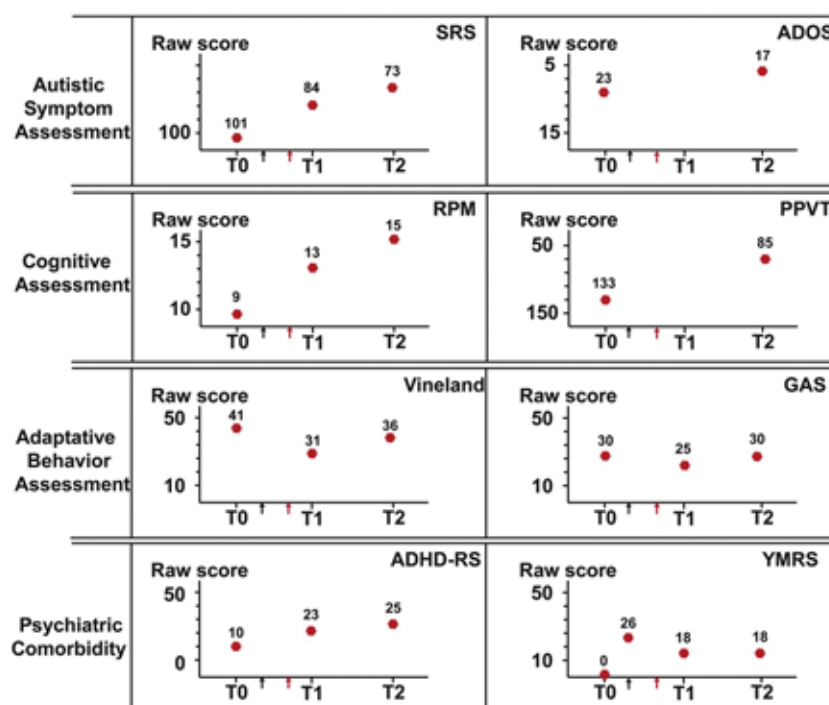 Autistic
Symptom
Assessment
SRS
Raw score
101
84
73
100
T0
T1
T2
ADOS
Raw score
5
23
17
15
T0
T1
T2
Cognitive
Assessment
RPM
Raw score
15
9
13
15
10
T0
T1
T2
PPVT
Raw score
50
133
85
150
T0
T1
T2
Adaptative
Behavior
Assessment
Vineland
Raw score
50
41
31
36
10
T0
T1
T2
GAS
Raw score
50
30
25
30
10
T0
T1
T2
Psychiatric
Comorbidity
ADHD-RS
Raw score
50
10
23
25
0
T0
T1
T2
YMRS
Raw score
50
0
26
18
18
10
T0
T1
T2